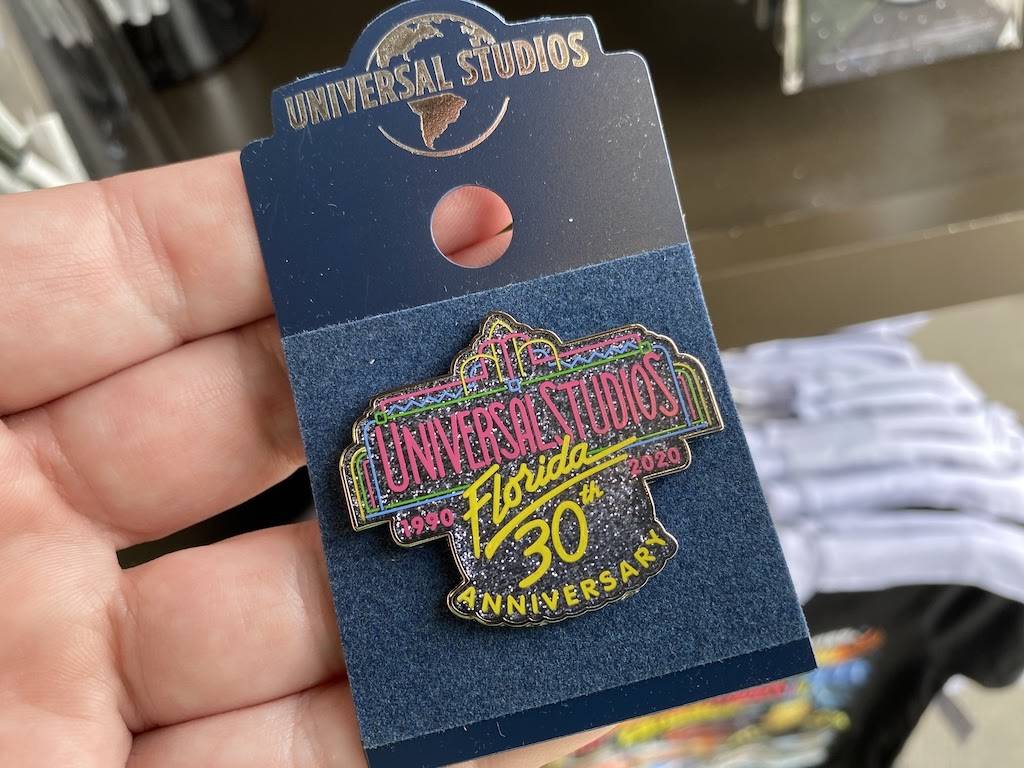 UNIVERSAL STUDIOS
UNIVERSAL STUDIOS
Florida
1990 2020
30th
ANNIVERSARY